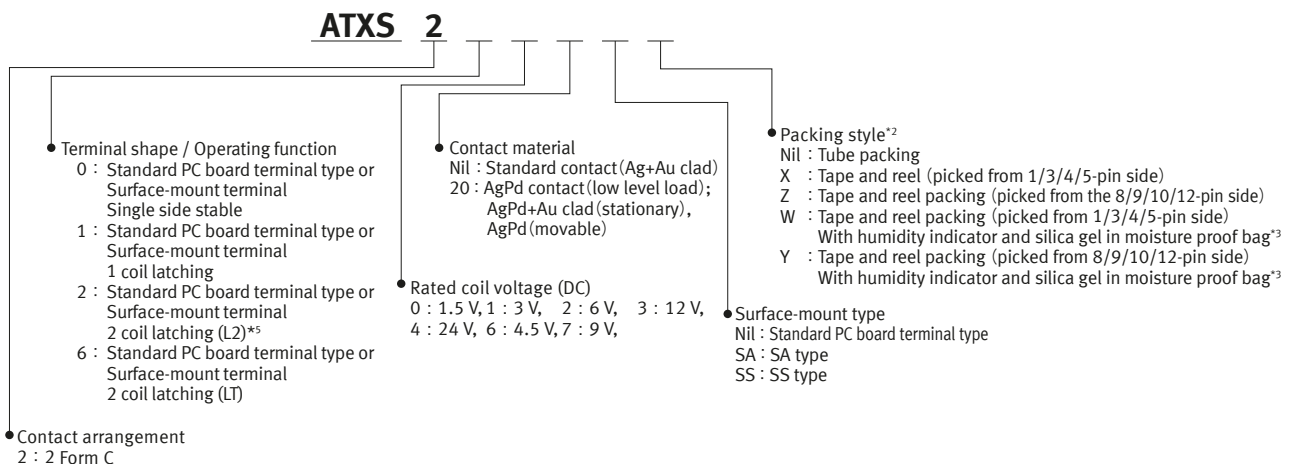 ATXS 2
Terminal shape / Operating function
0 : Standard PC board terminal type or
Surface-mount terminal
Single side stable
1 : Standard PC board terminal type or
Surface-mount terminal
1 coil latching
2 : Standard PC board terminal type or
Surface-mount terminal
2 coil latching (L2)*5
6 : Standard PC board terminal type or
Surface-mount terminal
2 coil latching (LT)
Contact arrangement
2 : 2 Form C
Contact material
Nil : Standard contact (Ag+Au clad)
20 : AgPd contact (low level load);
AgPd+Au clad (stationary),
AgPd (movable)
Rated coil voltage (DC)
0 : 1.5 V, 1 : 3 V, 2 : 6 V, 3 : 12 V,
4 : 24 V, 6 : 4.5 V, 7 : 9 V,
Packing style*2
Nil : Tube packing
X : Tape and reel (picked from 1/3/4/5-pin side)
Z : Tape and reel packing (picked from the 8/9/10/12-pin side)
W : Tape and reel packing (picked from 1/3/4/5-pin side)
With humidity indicator and silica gel in moisture proof bag*3
Y : Tape and reel packing (picked from 8/9/10/12-pin side)
With humidity indicator and silica gel in moisture proof bag*3
Surface-mount type
Nil : Standard PC board terminal type
SA : SA type
SS : SS type